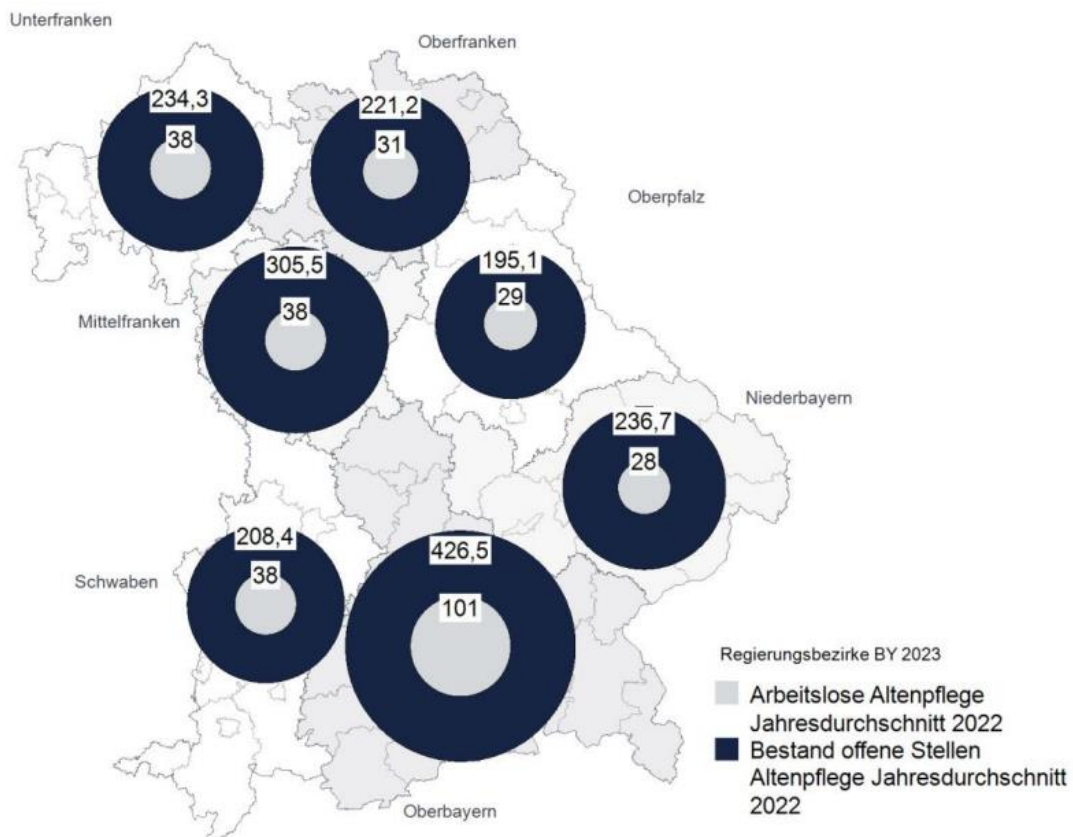 Unterfranken
Oberfranken
234,3
221,2
38
31
Oberpfalz
305,5
195,1
38
29
Mittelfranken
Niederbayern
236,7
28
208,4
426,5
38
Schwaben
101
Regierungsbezirke BY 2023
Arbeitslose Altenpflege
Jahresdurchschnitt 2022
Bestand offene Stellen
Altenpflege Jahresdurchschnitt
2022
Oberbayern